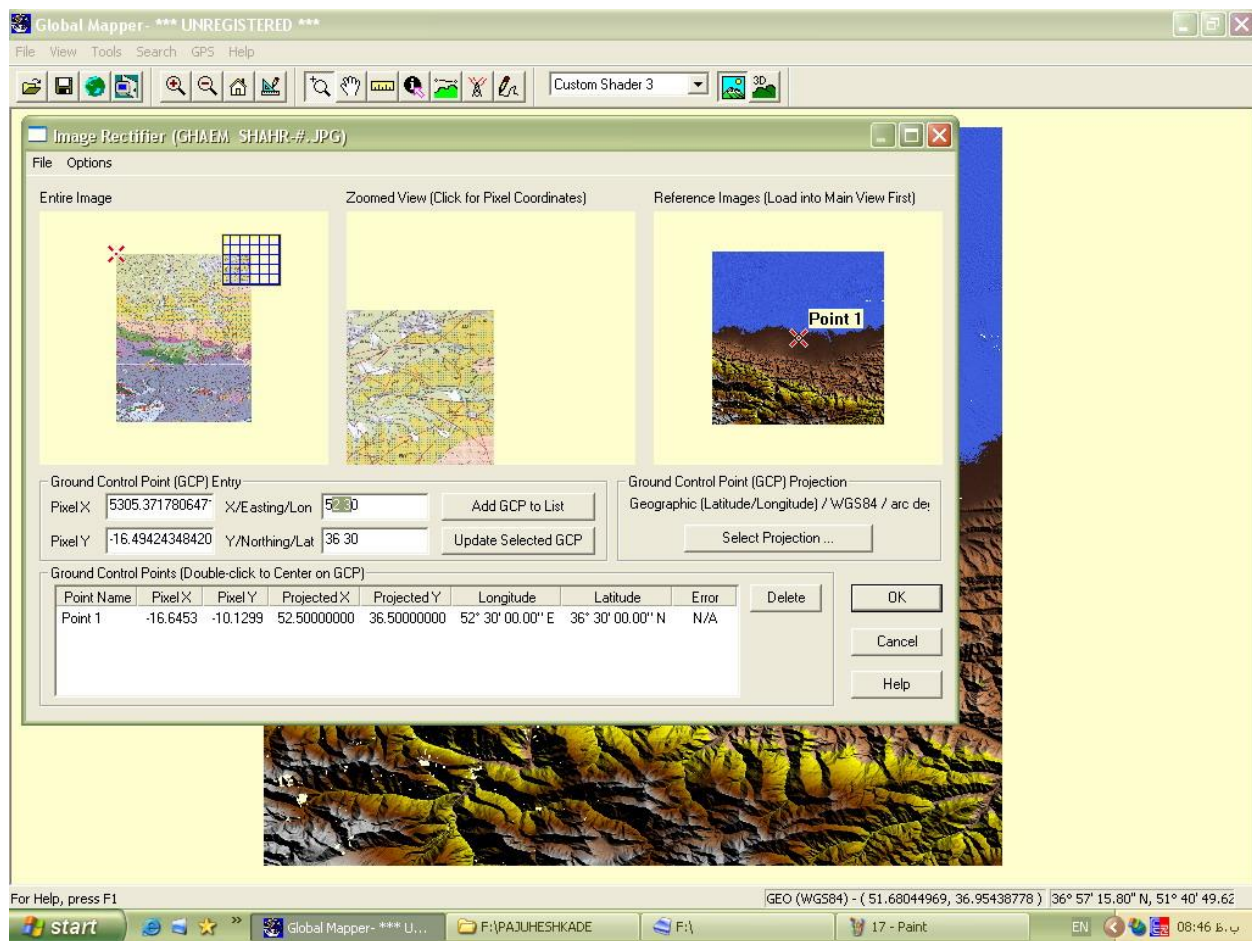 Global Mapper- *** UNREGISTERED ***
File View Tools Search GPS Help
Custom Shader 3
3D
Image Rectifier (GHAEM SHAHR-#.JPG)
File Options
Entire Image
Zoomed View (Click for Pixel Coordinates)
Reference Images (Load into Main View First)
Point 1
Ground Control Point (GCP) Entry
Pixel X 5305.371780647 X/Easting/Lon 52 30 Add GCP to List
Pixel Y -16.49424348420 Y/Northing/Lat 36 30 Update Selected GCP
Ground Control Point (GCP) Projection
Geographic (Latitude/Longitude) / WGS84 / arc de
Select Projection ...
Ground Control Points (Double-click to Center on GCP)
Point Name Pixel X Pixel Y Projected X Projected Y Longitude Latitude Error
Point 1 -16.6453 -10.1299 52.50000000 36.50000000 52° 30' 00.00" E 36° 30' 00.00" N N/A
Delete
OK
Cancel
Help
For Help, press F1
GEO (WGS84) - ( 51.68044969, 36.95438778 ) 36° 57' 15.80" N, 51° 40' 49.62
start » Global Mapper- *** U... F:\PAJUHESHKADE F:\ 17 - Paint EN 08:46 ب.ظ